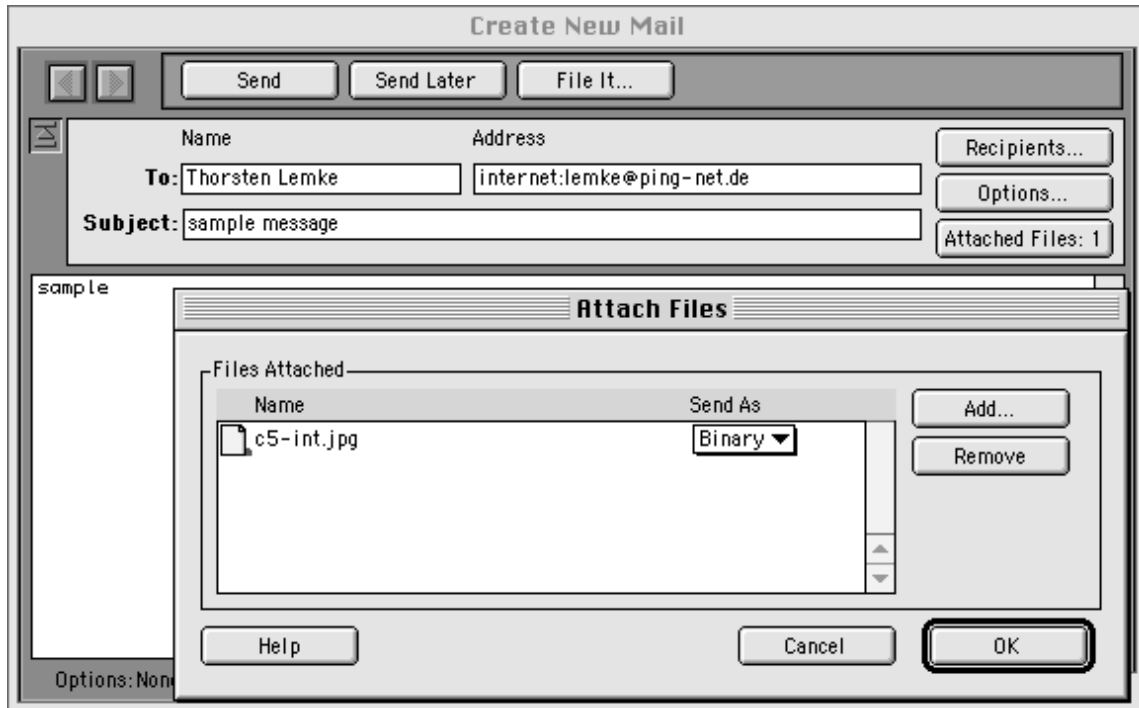 Create New Mail
Send Send Later File It...
Name Address
To: Thorsten Lemke internet:lemke@ping-net.de
Recipients...
Options...
Subject: sample message
Attached Files: 1
sample
Attach Files
Files Attached
Name Send As
c5-int.jpg Binary
Add...
Remove
Help Cancel OK
Options: